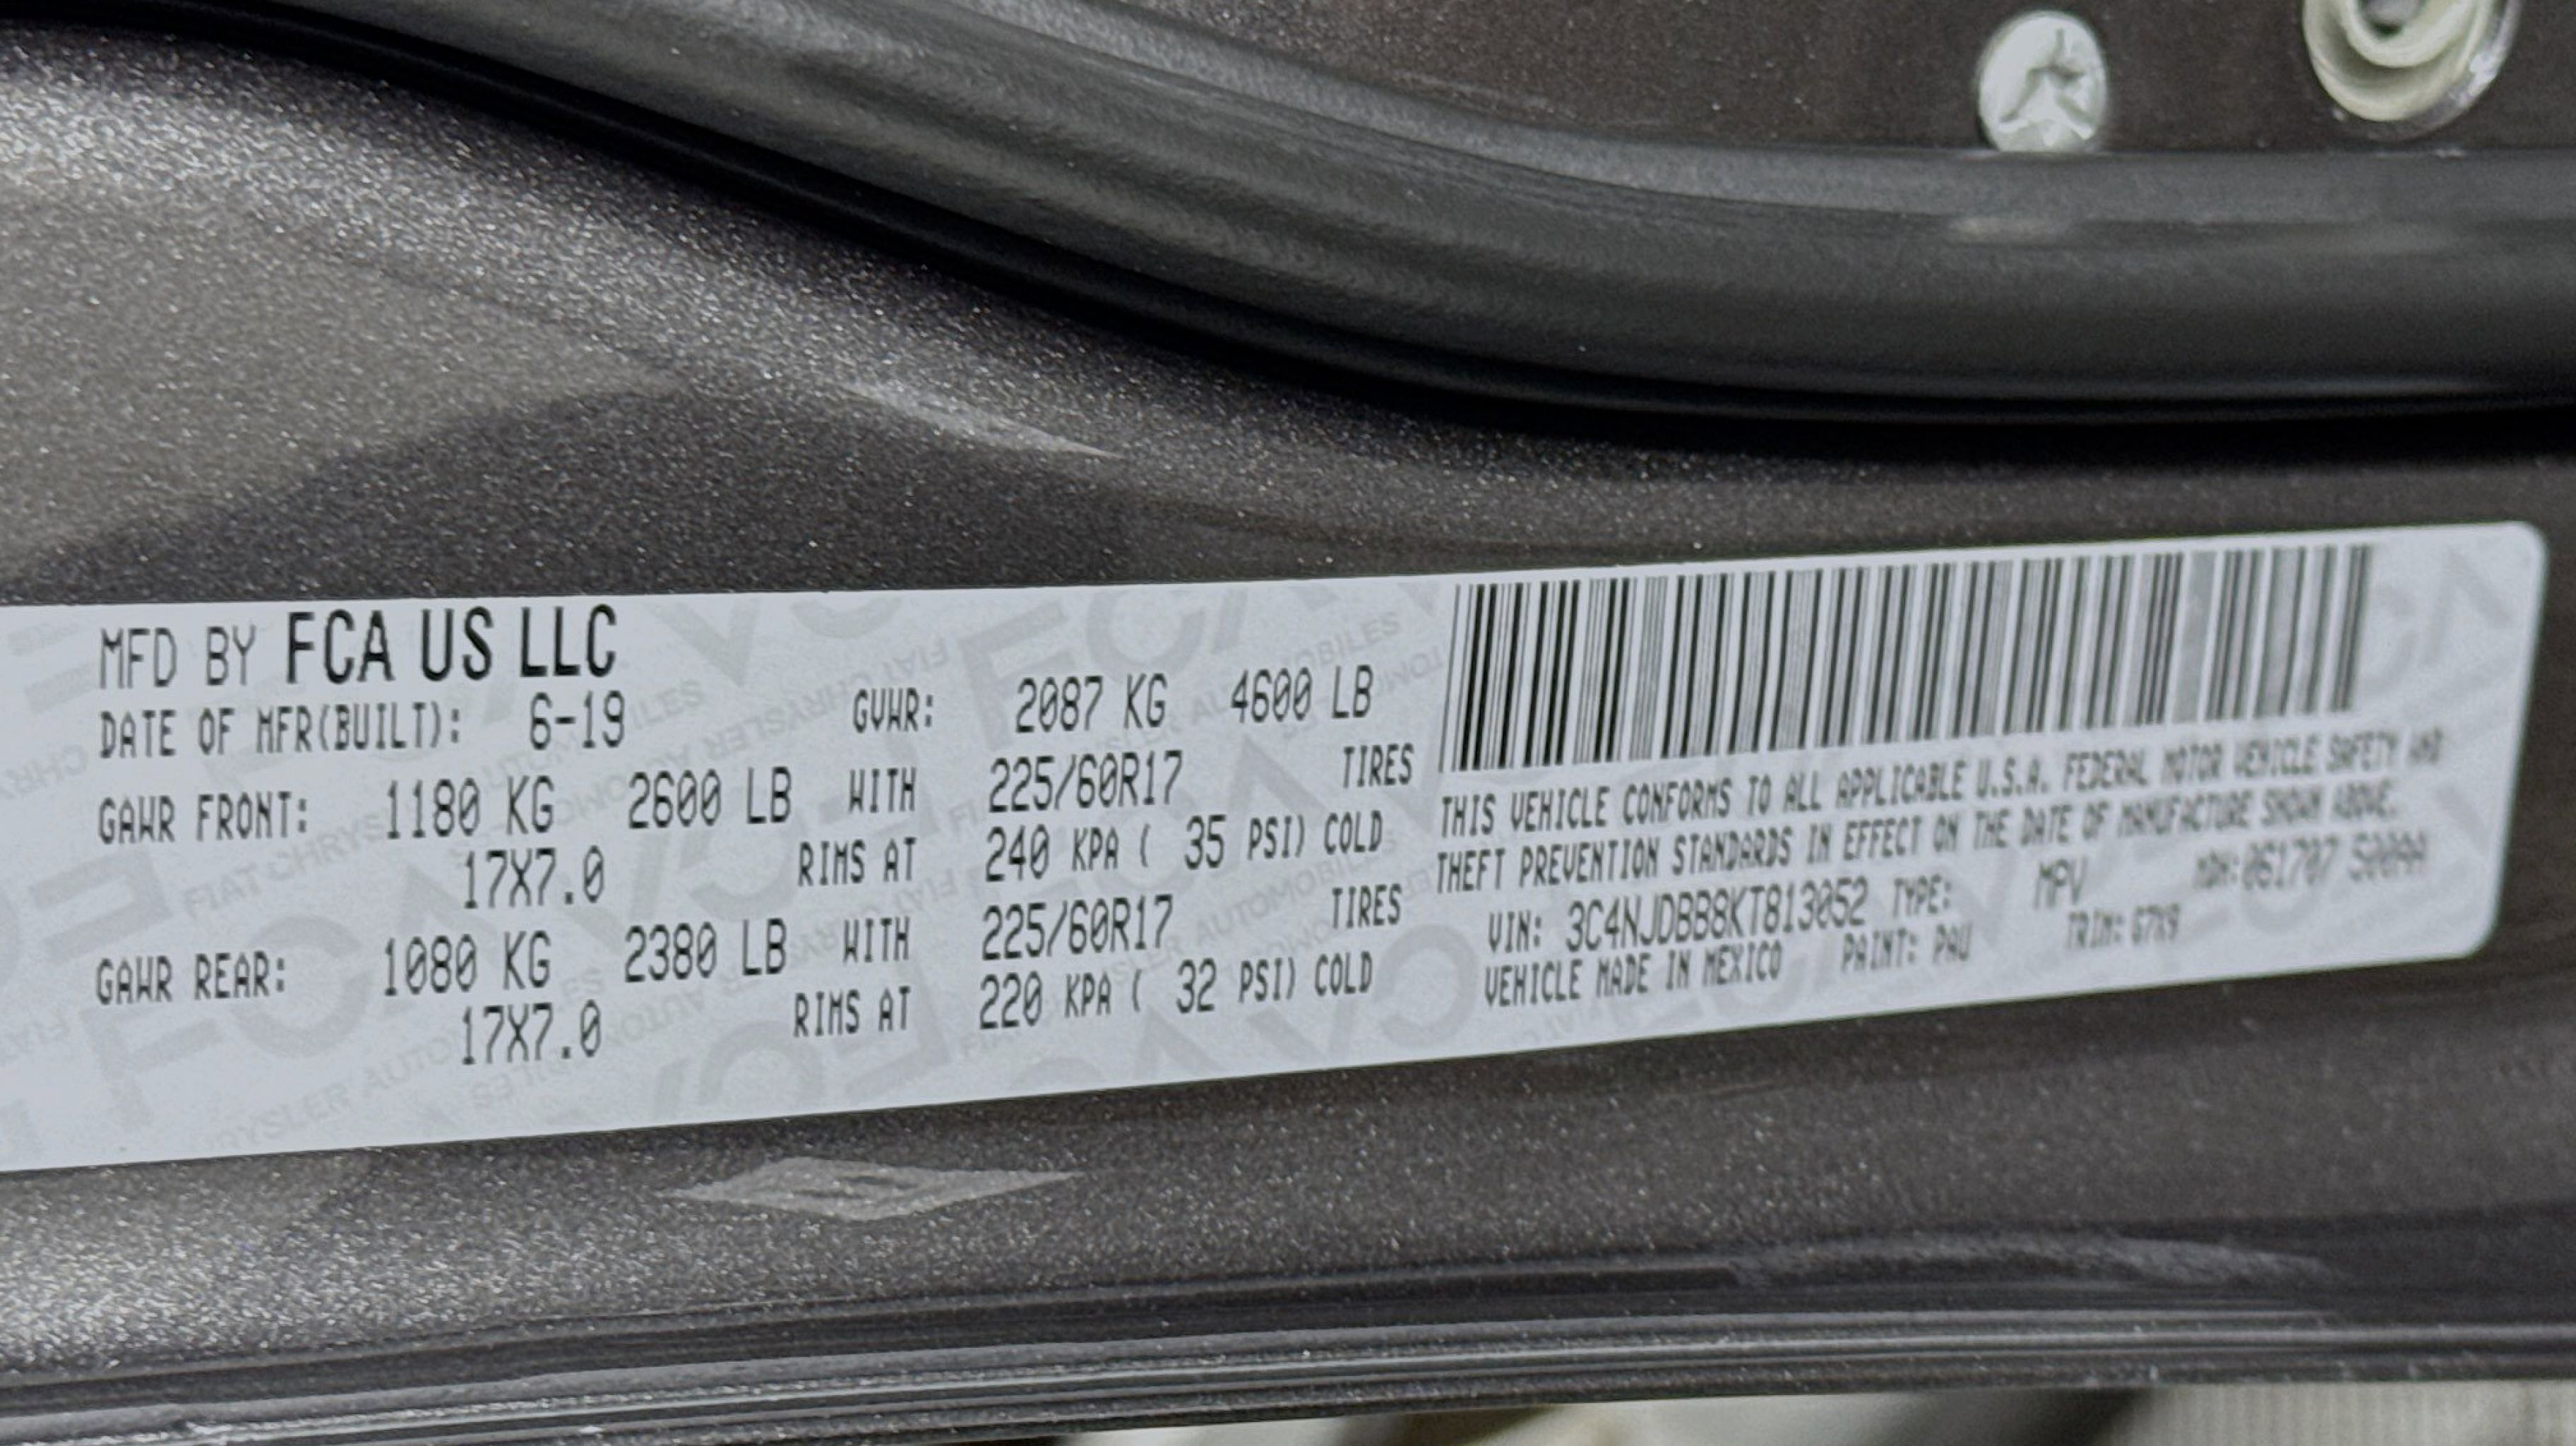 MFD BY FCA US LLC
DATE OF MFR(BUILT): 6-19 GVWR: 2087 KG 4600 LB
GAWR FRONT: 1180 KG 2600 LB WITH 225/60R17 TIRES
17X7.0 RIMS AT 240 KPA ( 35 PSI) COLD
GAWR REAR: 1080 KG 2380 LB WITH 225/60R17 TIRES
17X7.0 RIMS AT 220 KPA ( 32 PSI) COLD
THIS VEHICLE CONFORMS TO ALL APPLICABLE U.S.A. FEDERAL MOTOR VEHICLE SAFETY AND
THEFT PREVENTION STANDARDS IN EFFECT ON THE DATE OF MANUFACTURE SHOWN ABOVE.
VIN: 3C4NJDBB8KT813052 TYPE: MPV MDH: 061707 500AA
VEHICLE MADE IN MEXICO PAINT: PAU TRIM: